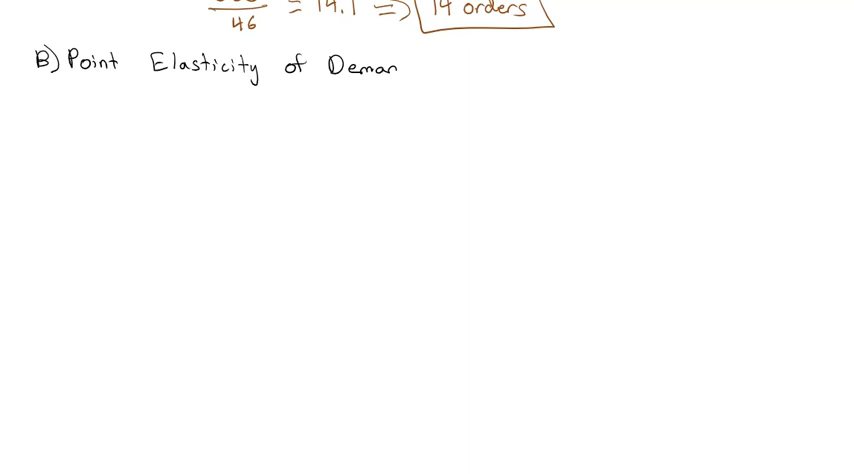 46 ≈ 14.1 => 14 orders
B) Point Elasticity of Deman